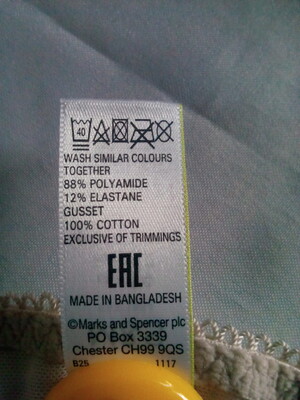 40
WASH SIMILAR COLOURS
TOGETHER
88% POLYAMIDE
12% ELASTANE
GUSSET
100% COTTON
EXCLUSIVE OF TRIMMINGS
EAC
MADE IN BANGLADESH
©Marks and Spencer plc
PO Box 3339
Chester CH99 9QS
B25 1117